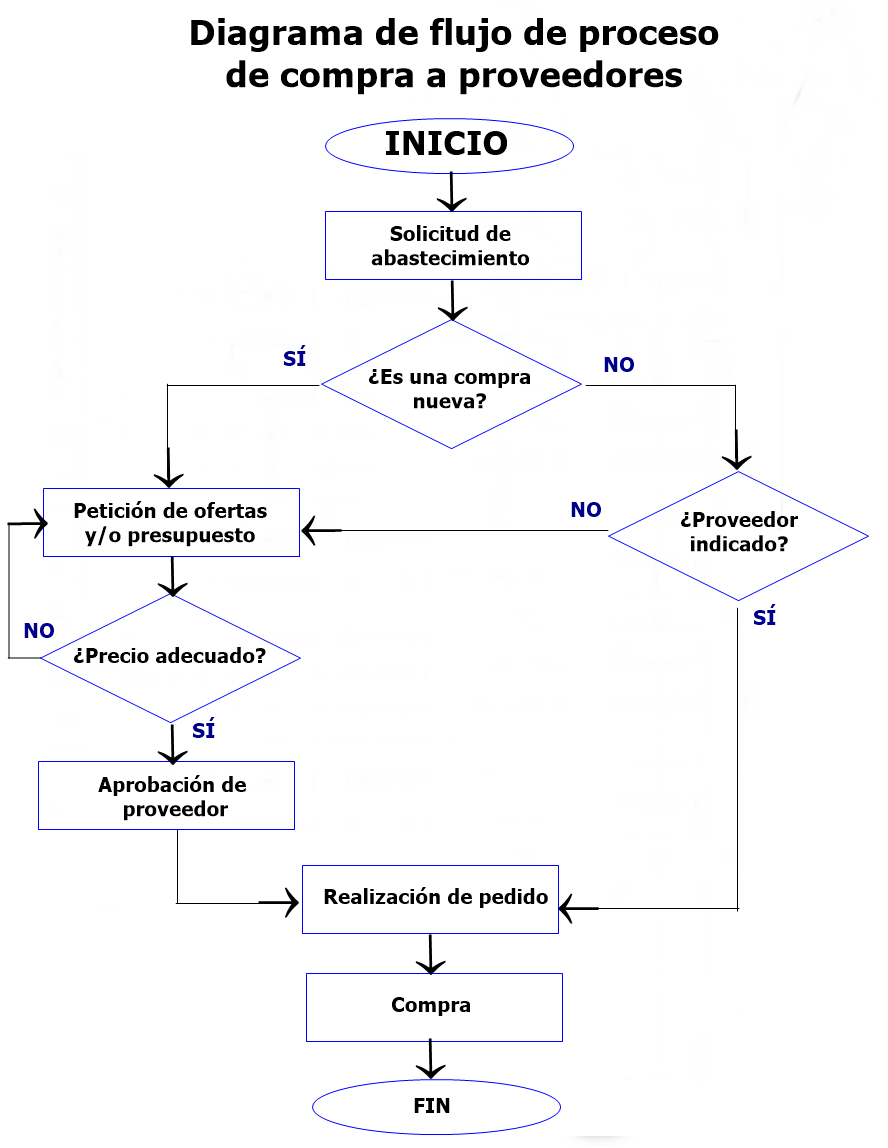 Diagrama de flujo de proceso
de compra a proveedores
INICIO
Solicitud de
abastecimiento
SÍ
¿Es una compra
nueva?
NO
Petición de ofertas
y/o presupuesto
NO
¿Proveedor
indicado?
NO
¿Precio adecuado?
SÍ
SÍ
Aprobación de
proveedor
Realización de pedido
Compra
FIN